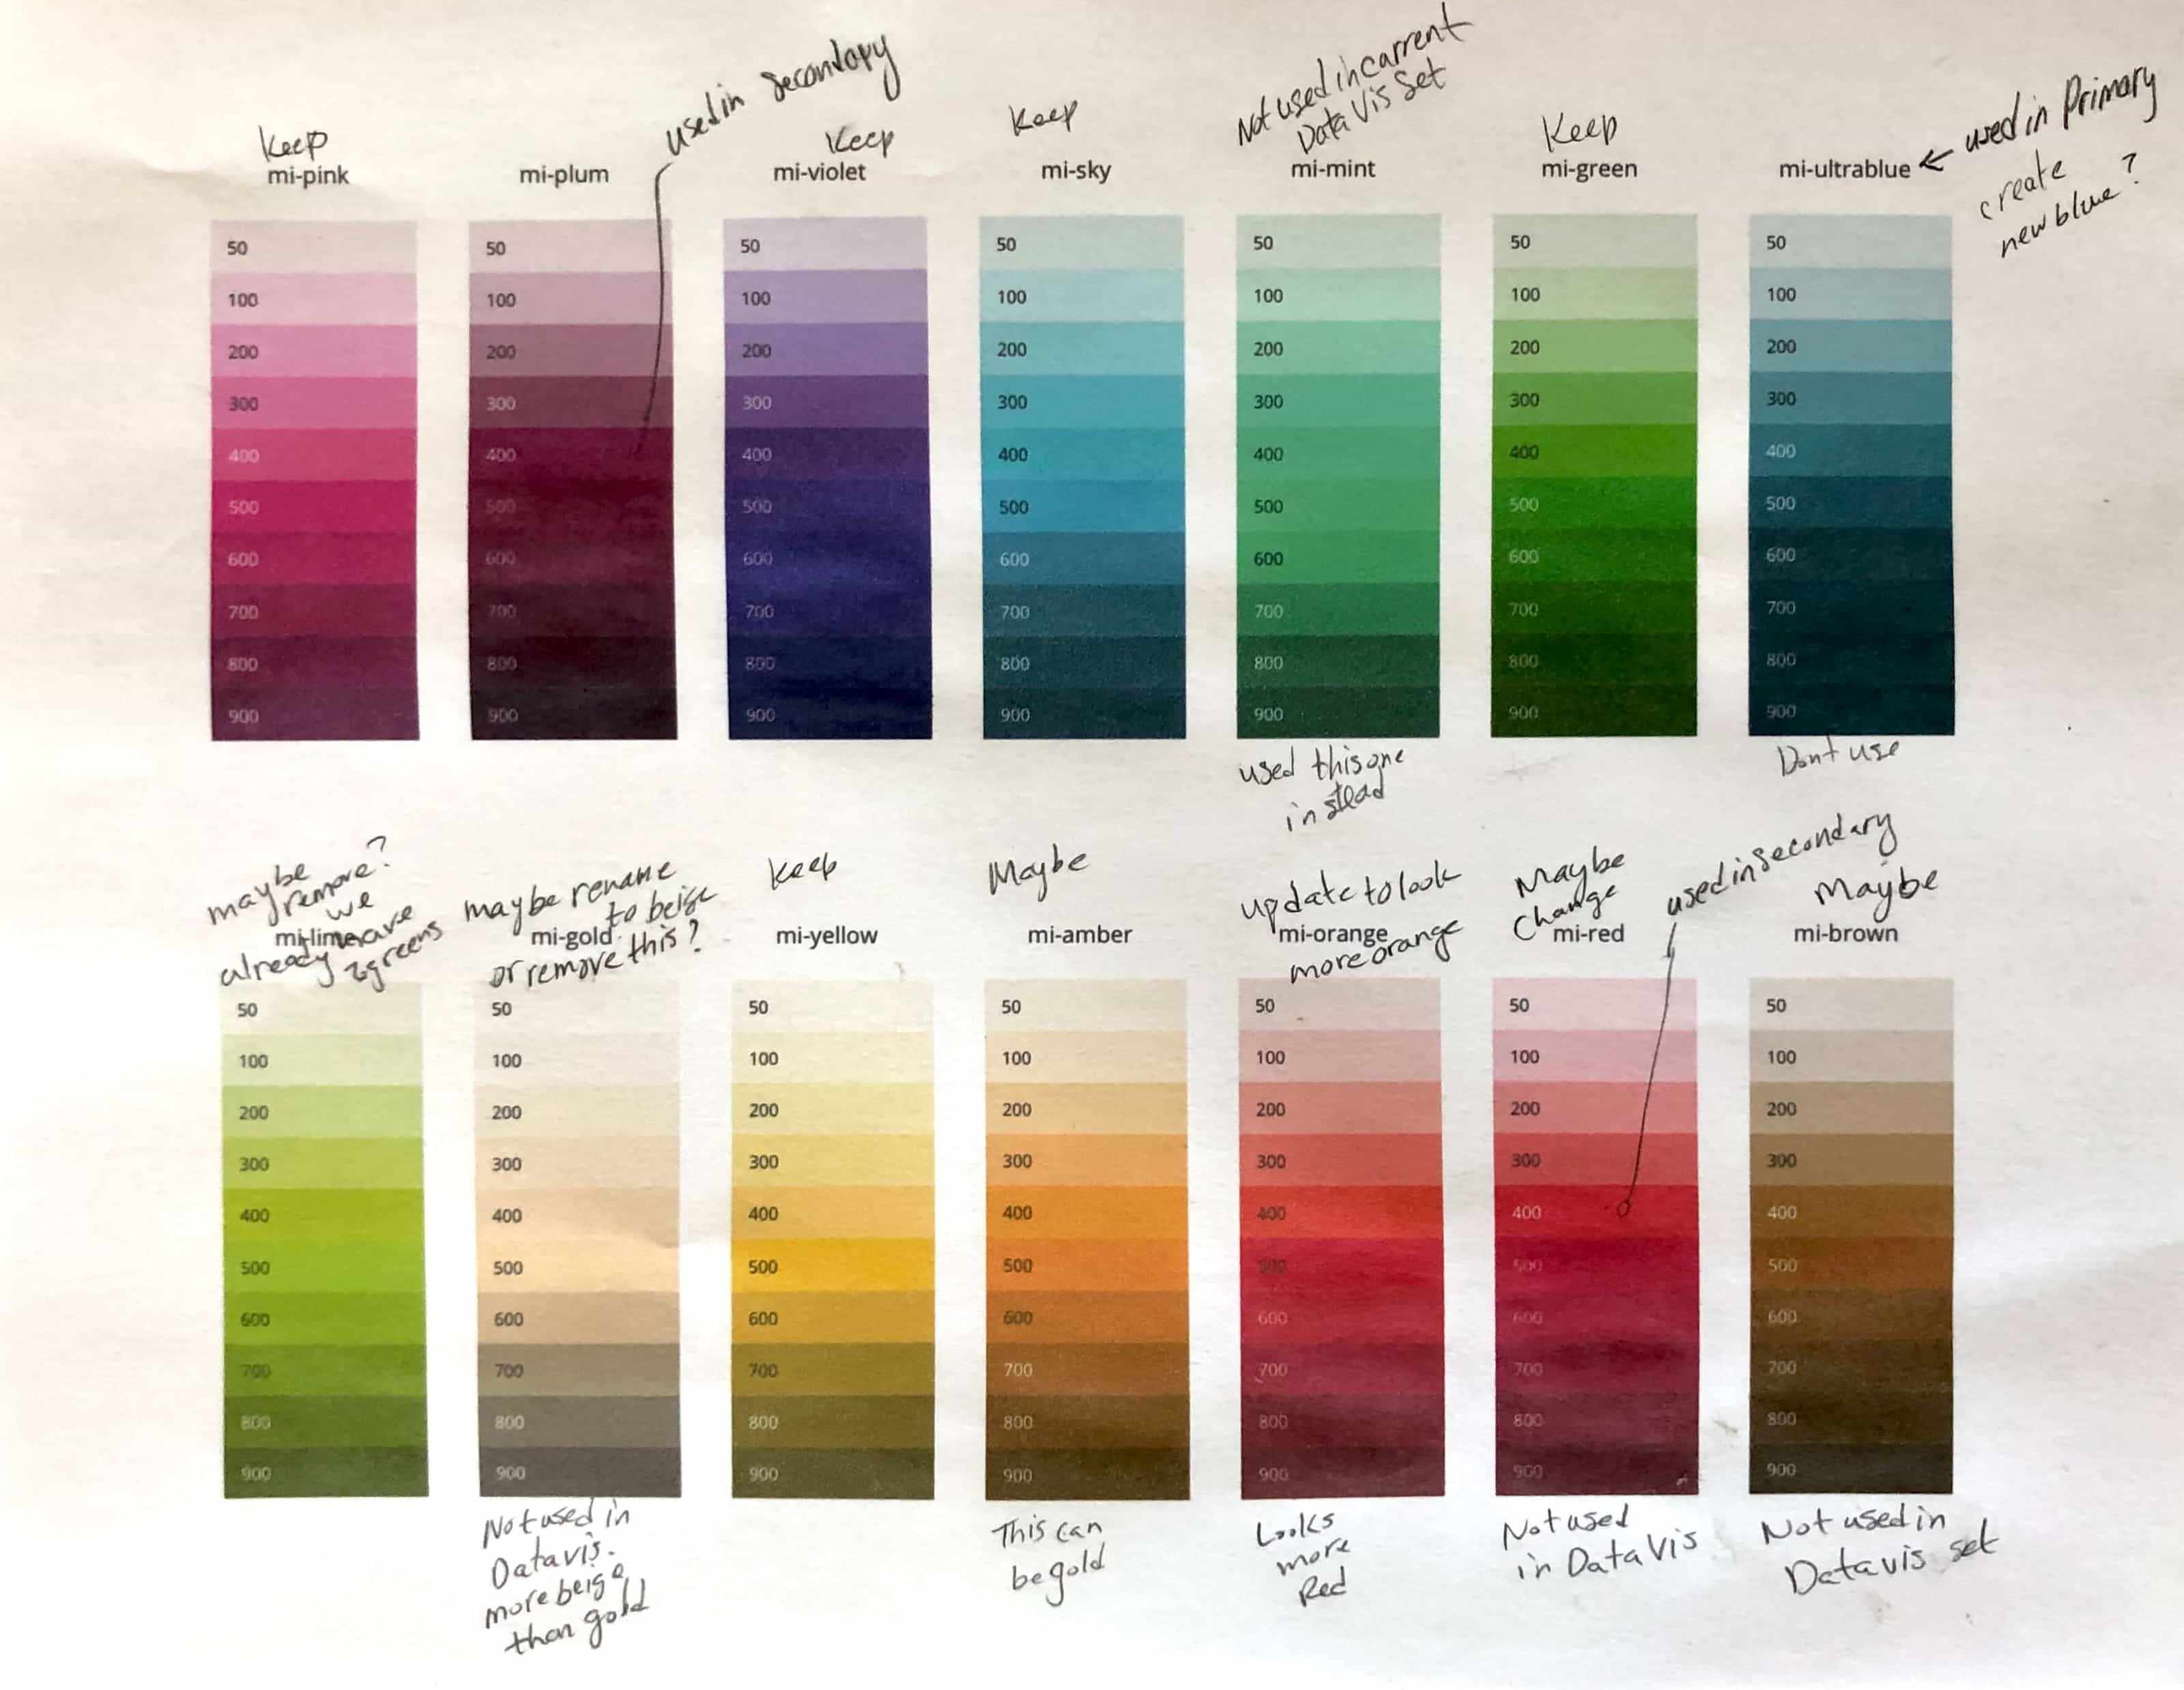 used in Secondary
Keep
mi-pink
mi-plum
Keep
mi-violet
Keep
mi-sky
Not used in current
Data Vis Set
mi-mint
Keep
mi-green
mi-ultrablue ← used in Primary
create
new blue?
50 50 50 50 50 50 50
100 100 100 100 100 100 100
200 200 200 200 200 200 200
300 300 300 300 300 300 300
400 400 400 400 400 400 400
500 500 500 500 500 500 500
600 600 600 600 600 600 600
700 700 700 700 700 700 700
800 800 800 800 800 800 800
900 900 900 900 900 900 900
used this one
instead
Dont use
maybe
remove?
we
mi-lime have
already 2greens
maybe rename
to beige
mi-gold
or remove this?
Keep
mi-yellow
Maybe
mi-amber
update to look
mi-orange
more orange
Maybe
Change
mi-red
used in Secondary
Maybe
mi-brown
50 50 50 50 50 50 50
100 100 100 100 100 100 100
200 200 200 200 200 200 200
300 300 300 300 300 300 300
400 400 400 400 400 400 400
500 500 500 500 500 500 500
600 600 600 600 600 600 600
700 700 700 700 700 700 700
800 800 800 800 800 800 800
900 900 900 900 900 900 900
Not used in
Datavis.
more beige
than gold
This can
be gold
Looks
more
Red
Not used
in Data Vis
Not used in
Datavis set